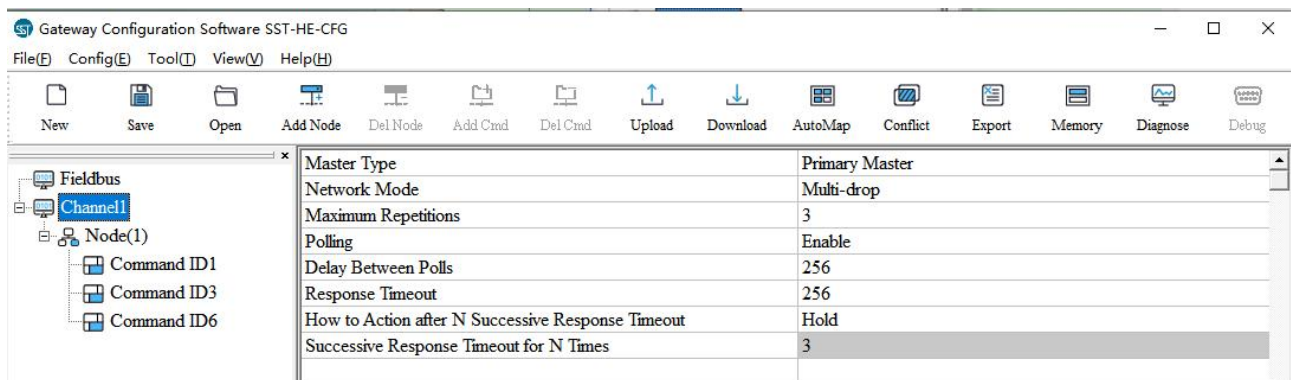 SST Gateway Configuration Software SST-HE-CFG
File(F) Config(E) Tool(T) View(V) Help(H)
New Save Open Add Node Del Node Add Cmd Del Cmd Upload Download AutoMap Conflict Export Memory Diagnose Debug
Fieldbus
Channel1
Node(1)
Command ID1
Command ID3
Command ID6
Master Type Primary Master
Network Mode Multi-drop
Maximum Repetitions 3
Polling Enable
Delay Between Polls 256
Response Timeout 256
How to Action after N Successive Response Timeout Hold
Successive Response Timeout for N Times 3